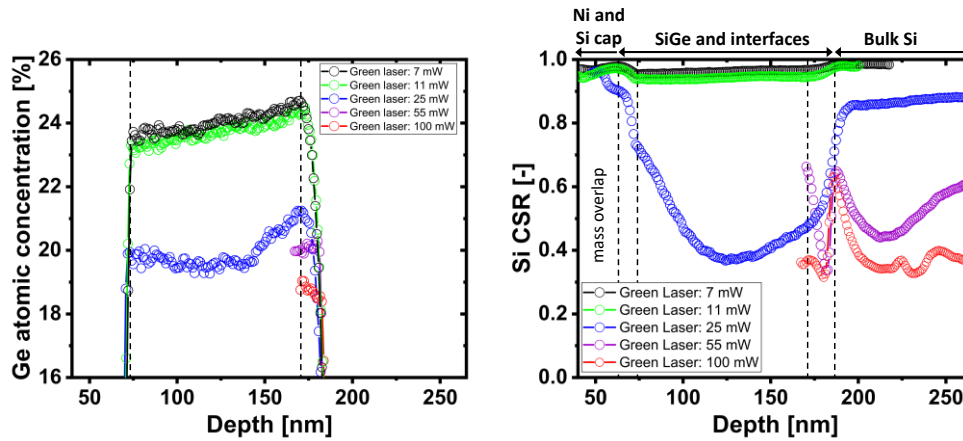 Ge atomic concentration [%]
26
24
22
20
18
16
Green laser: 7 mW
Green laser: 11 mW
Green laser: 25 mW
Green laser: 55 mW
Green laser: 100 mW
50 100 150 200 250
Depth [nm]
Ni and
Si cap
SiGe and interfaces
Bulk Si
Si CSR [-]
1.0
0.8
0.6
0.4
0.2
0.0
mass overlap
Green Laser: 7 mW
Green Laser: 11 mW
Green Laser: 25 mW
Green Laser: 55 mW
Green Laser: 100 mW
50 100 150 200 250
Depth [nm]